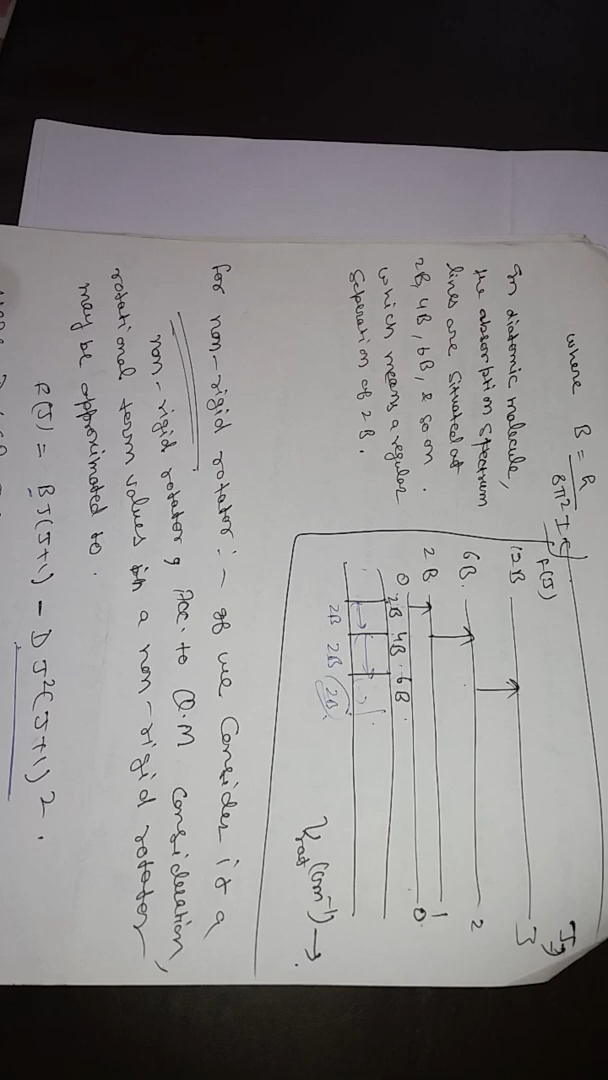 where B = h / 8π²Ic
In diatomic molecule,
the absorption spectrum
lines are situated at
2B, 4B, 6B, & so on.
which means a regular
seperation of 2B.
F(J) J
12B 3
6B 2
2B 1
0 0
2B 4B 6B
2B 2B (2B)
(cm⁻¹) →
for non-rigid rotator :- If we consider it a
non-rigid rotator, Acc. to Q.M consideration,
rotational term values in a non-rigid rotator
may be approximated to.
F(J) = BJ(J+1) - DJ²(J+1)².